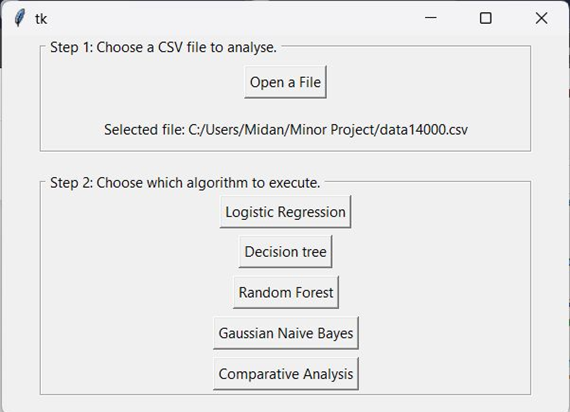 tk
Step 1: Choose a CSV file to analyse.
Open a File
Selected file: C:/Users/Midan/Minor Project/data14000.csv
Step 2: Choose which algorithm to execute.
Logistic Regression
Decision tree
Random Forest
Gaussian Naive Bayes
Comparative Analysis